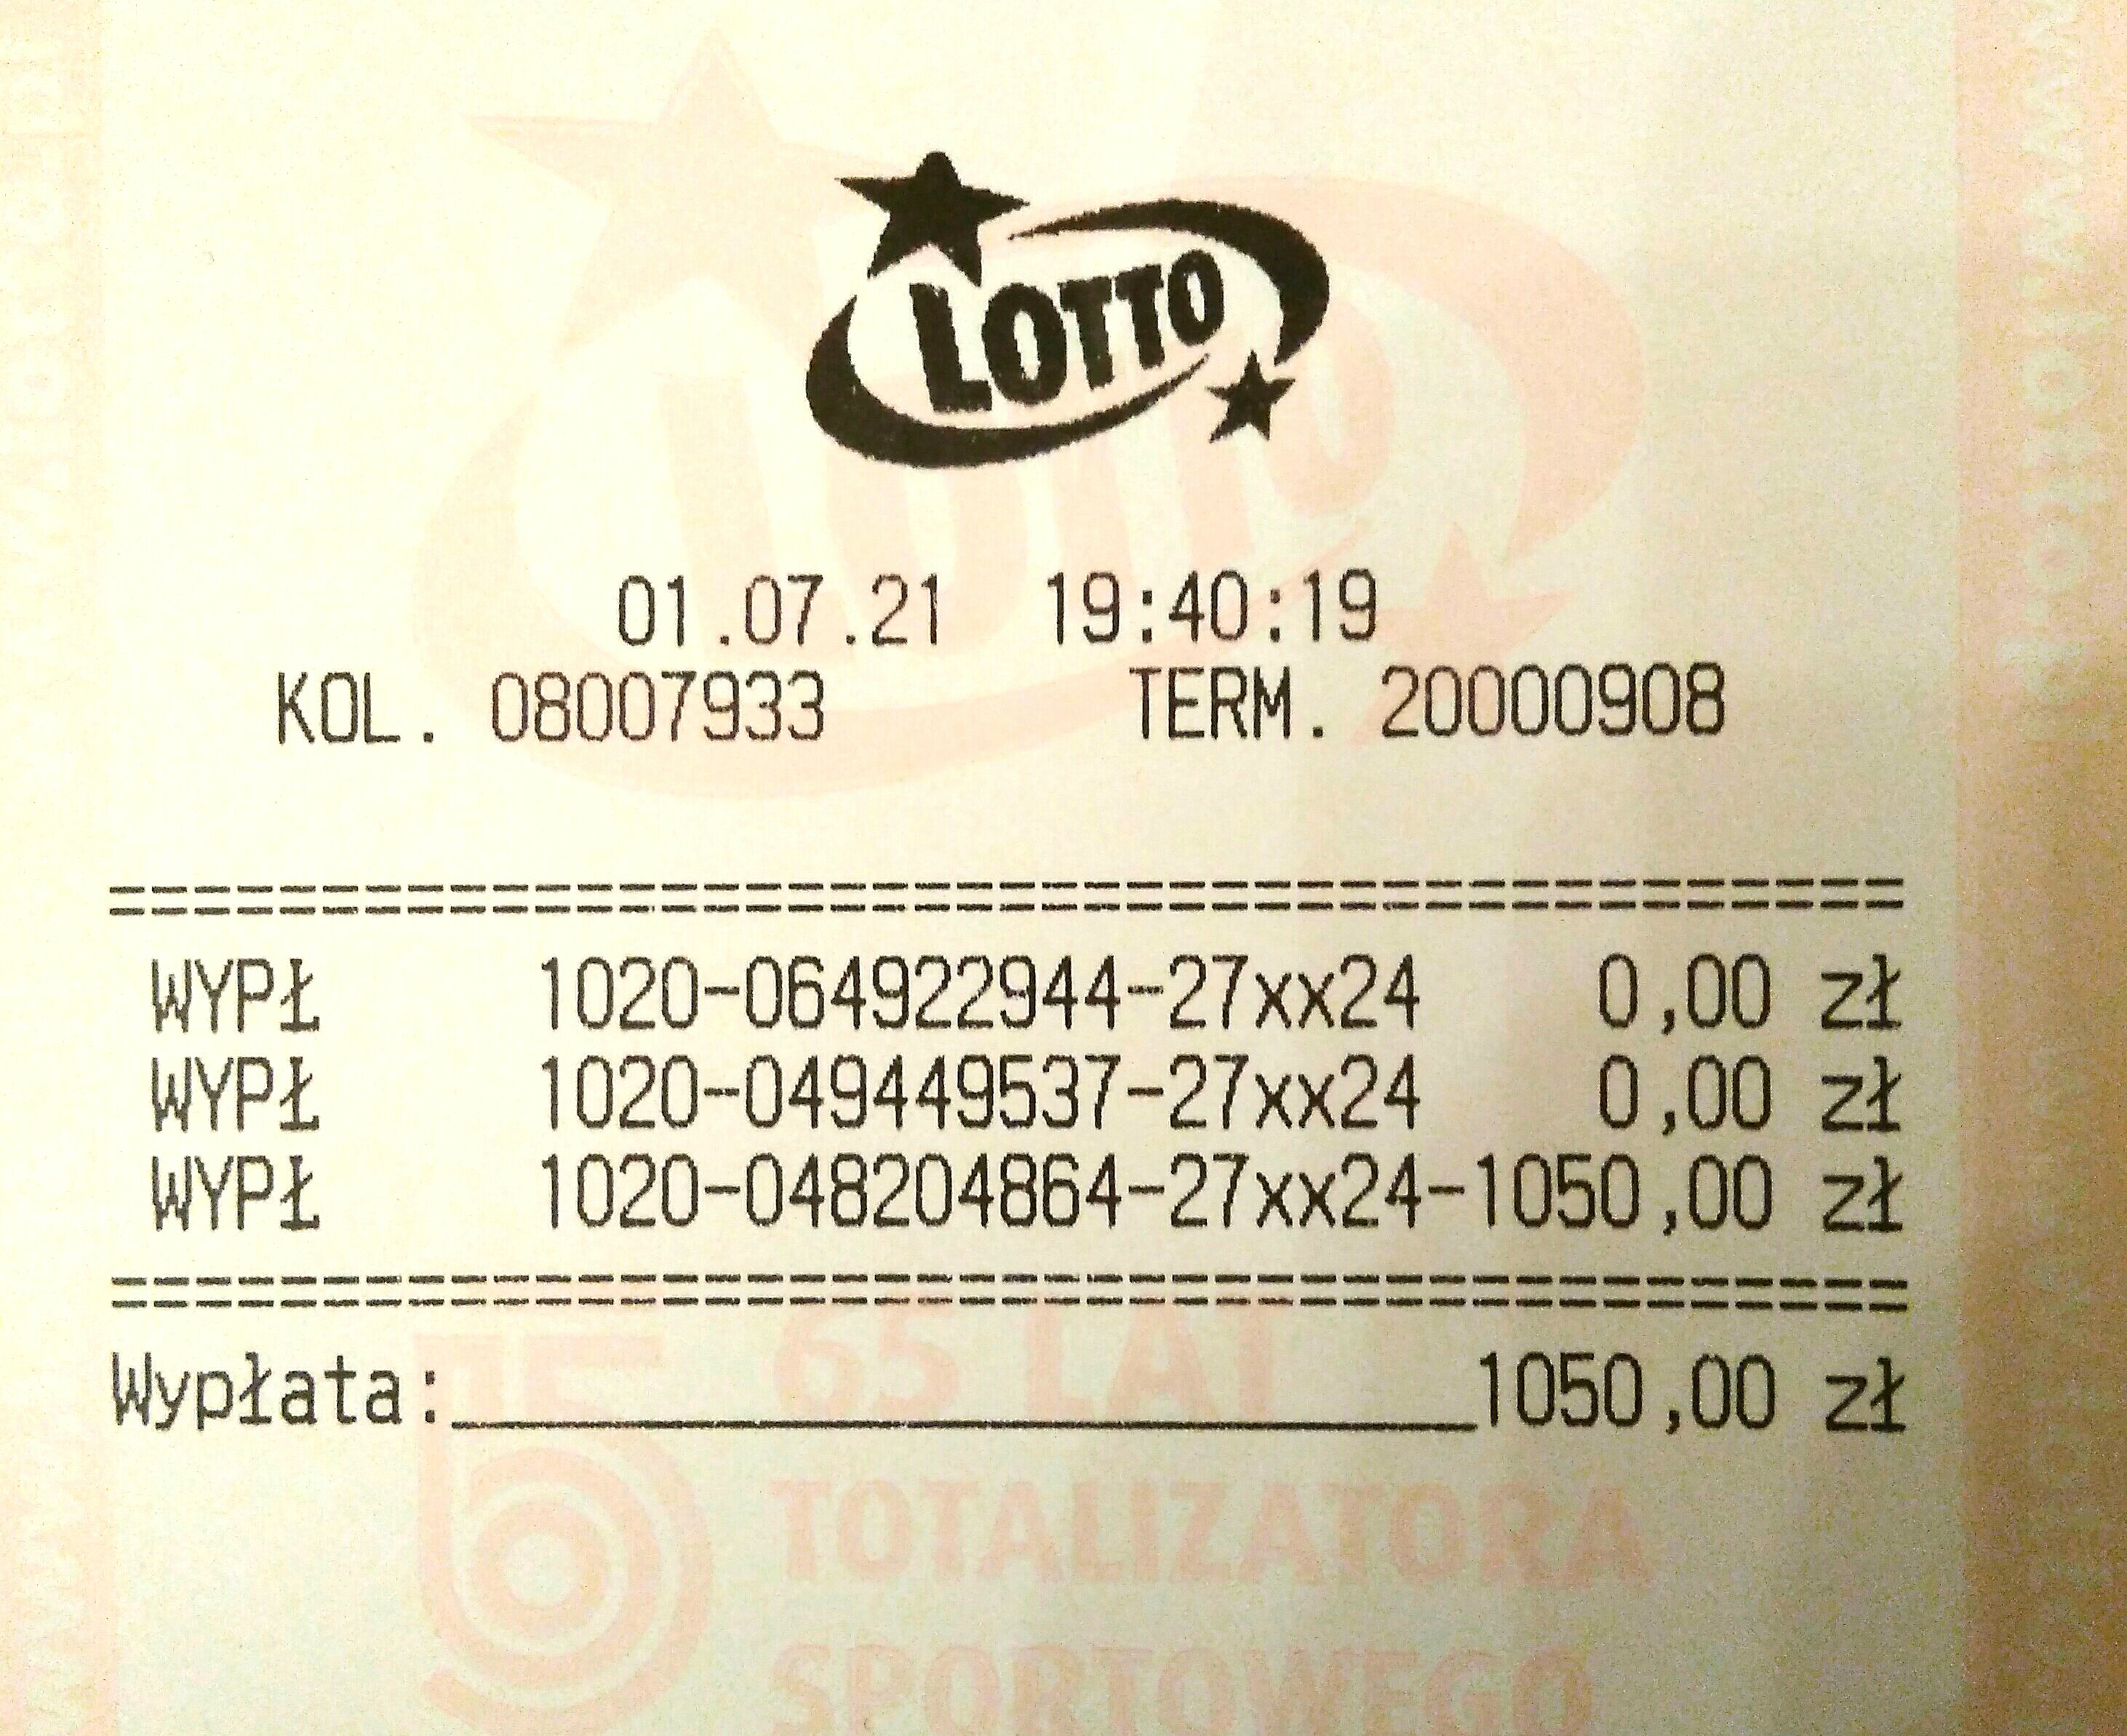 LOTTO
01.07.21 19:40:19
KOL. 08007933 TERM. 20000908
=========================================
WYPŁ 1020-064922944-27xx24 0,00 zł
WYPŁ 1020-049449537-27xx24 0,00 zł
WYPŁ 1020-048204864-27xx24-1050,00 zł
=========================================
Wypłata:________________________1050,00 zł
65 LAT
TOTALIZATORA
SPORTOWEGO